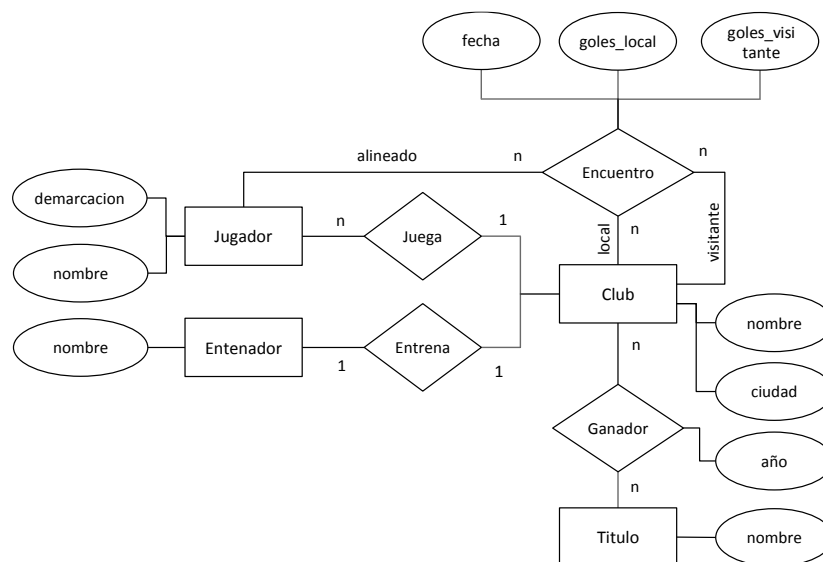 fecha
goles_local
goles_visi
tante
alineado
n
n
Encuentro
demarcacion
Jugador
n
Juega
1
local
n
visitante
nombre
Club
nombre
nombre
Entenador
1
Entrena
1
n
ciudad
Ganador
año
n
Titulo
nombre